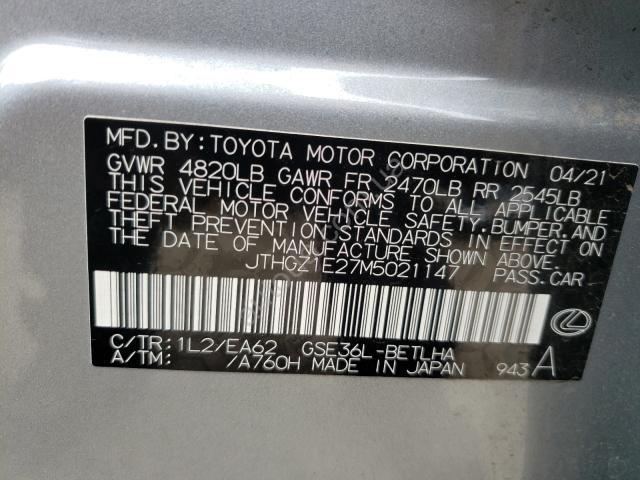 MFD. BY: TOYOTA MOTOR CORPORATION 04/21
GVWR 4820LB GAWR FR 2470LB RR 2545LB
THIS VEHICLE CONFORMS TO ALL APPLICABLE
FEDERAL MOTOR VEHICLE SAFETY, BUMPER, AND
THEFT PREVENTION STANDARDS IN EFFECT ON
THE DATE OF MANUFACTURE SHOWN ABOVE.
JTHGZ1E27M5021147 PASS. CAR
C/TR: 1L2/EA62 GSE36L-BETLHA
A/TM: /A760H MADE IN JAPAN 943 A